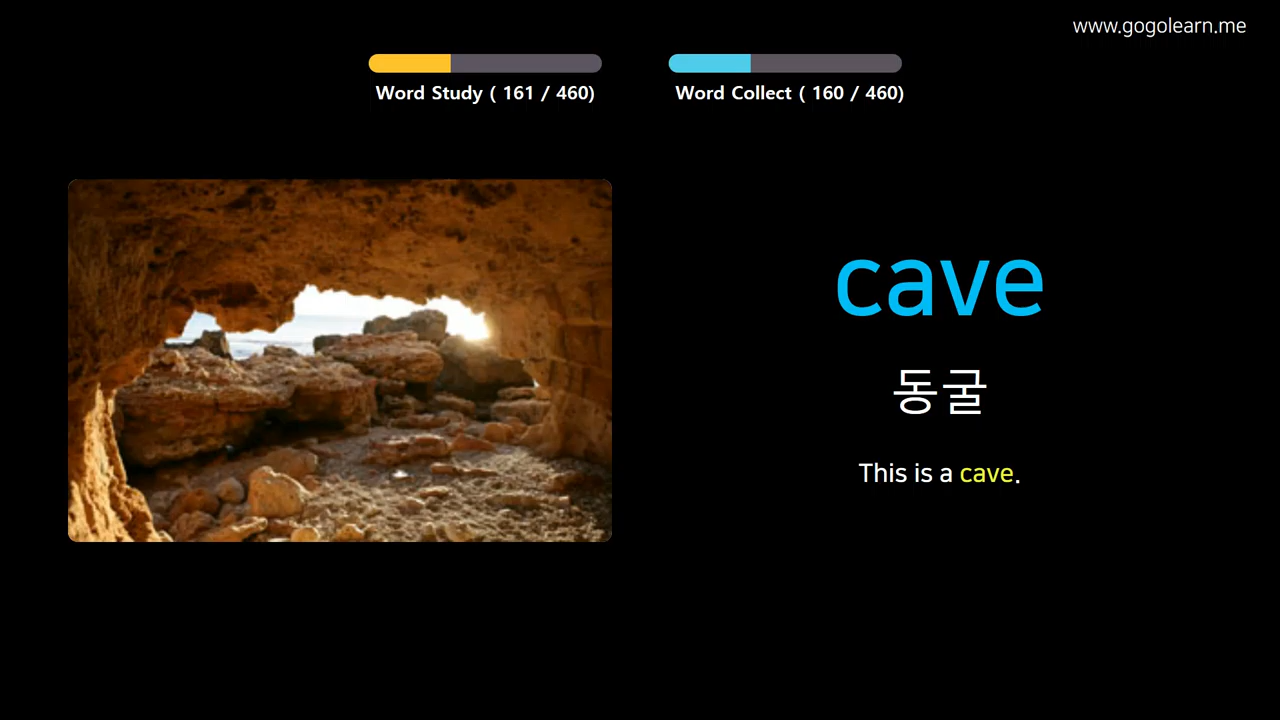 www.gogolearn.me
Word Study ( 161 / 460)
Word Collect ( 160 / 460)
cave
동굴
This is a cave.